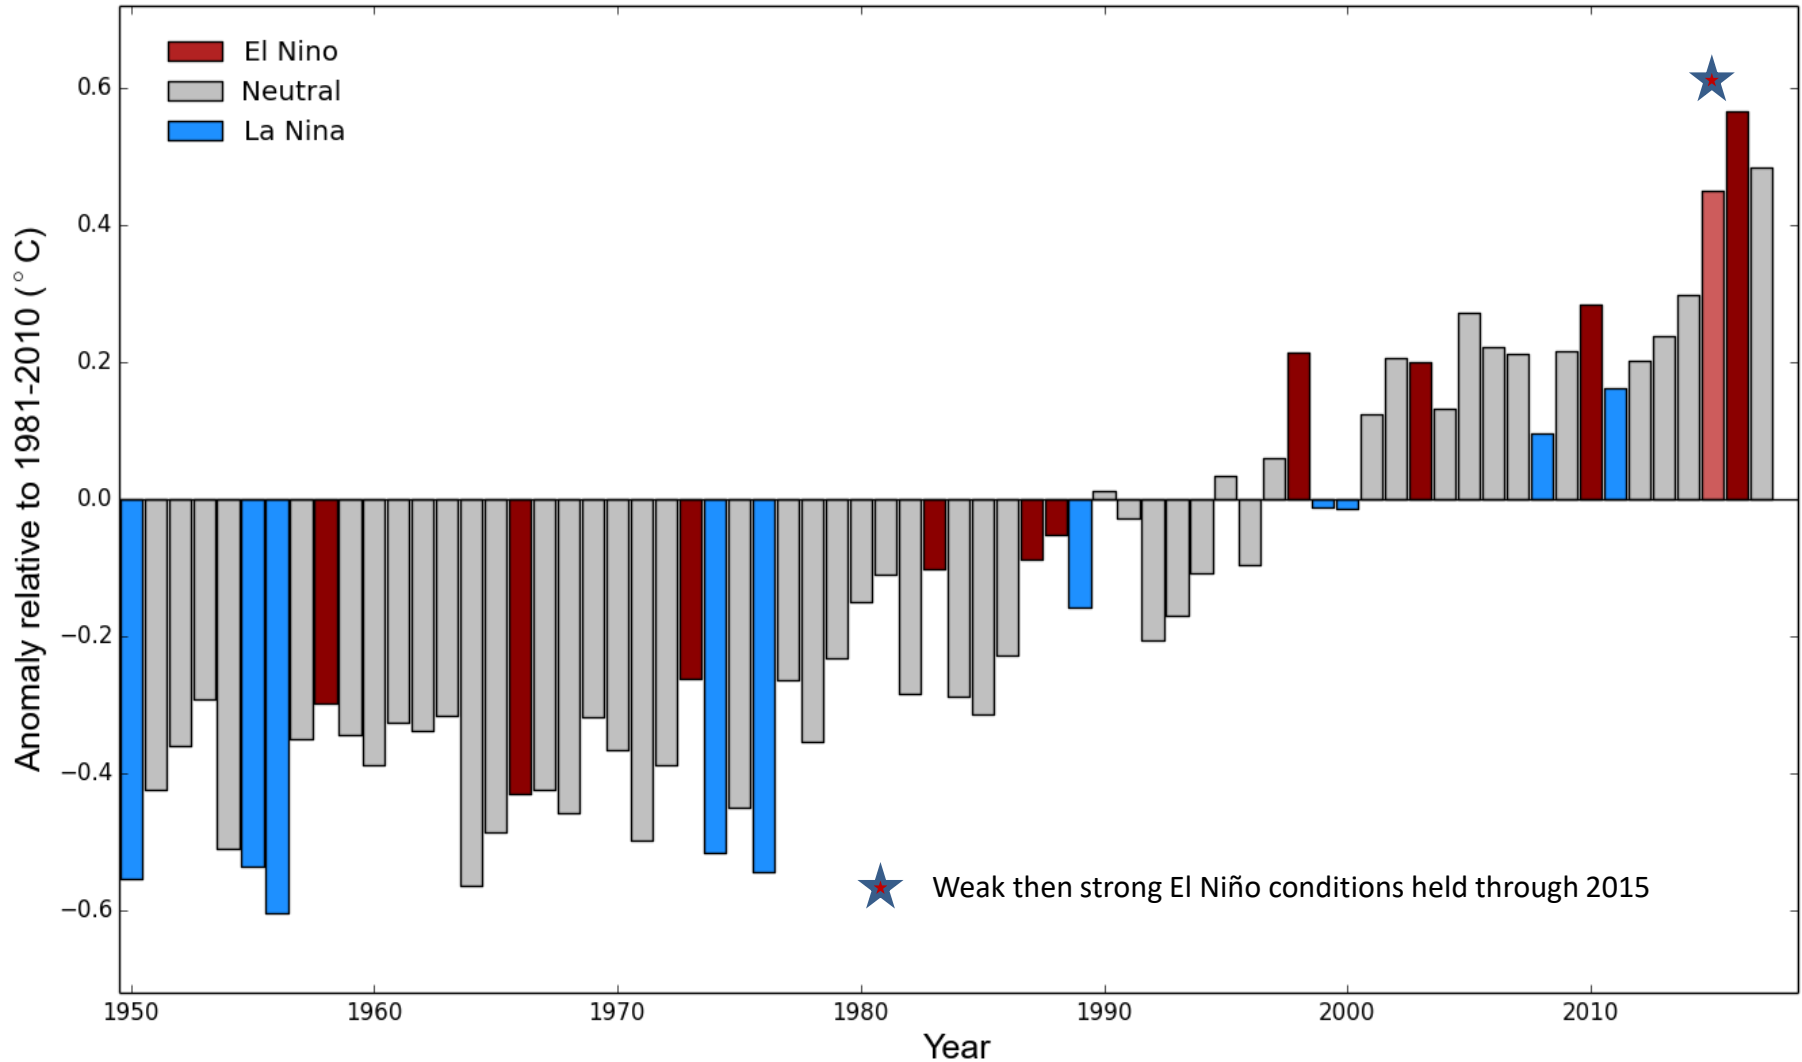 El Nino
Neutral
La Nina
0.6
0.4
0.2
0.0
−0.2
−0.4
−0.6
Anomaly relative to 1981-2010 (°C)
Weak then strong El Niño conditions held through 2015
1950 1960 1970 1980 1990 2000 2010
Year